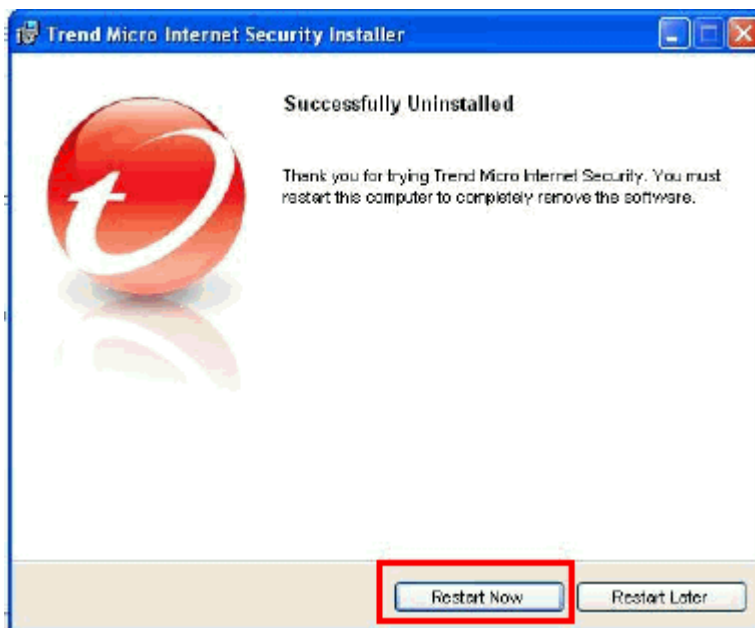 Trend Micro Internet Security Installer
Successfully Uninstalled
Thank you for trying Trend Micro Internet Security. You must
restart this computer to completely remove the software.
Restart Now
Restart Later